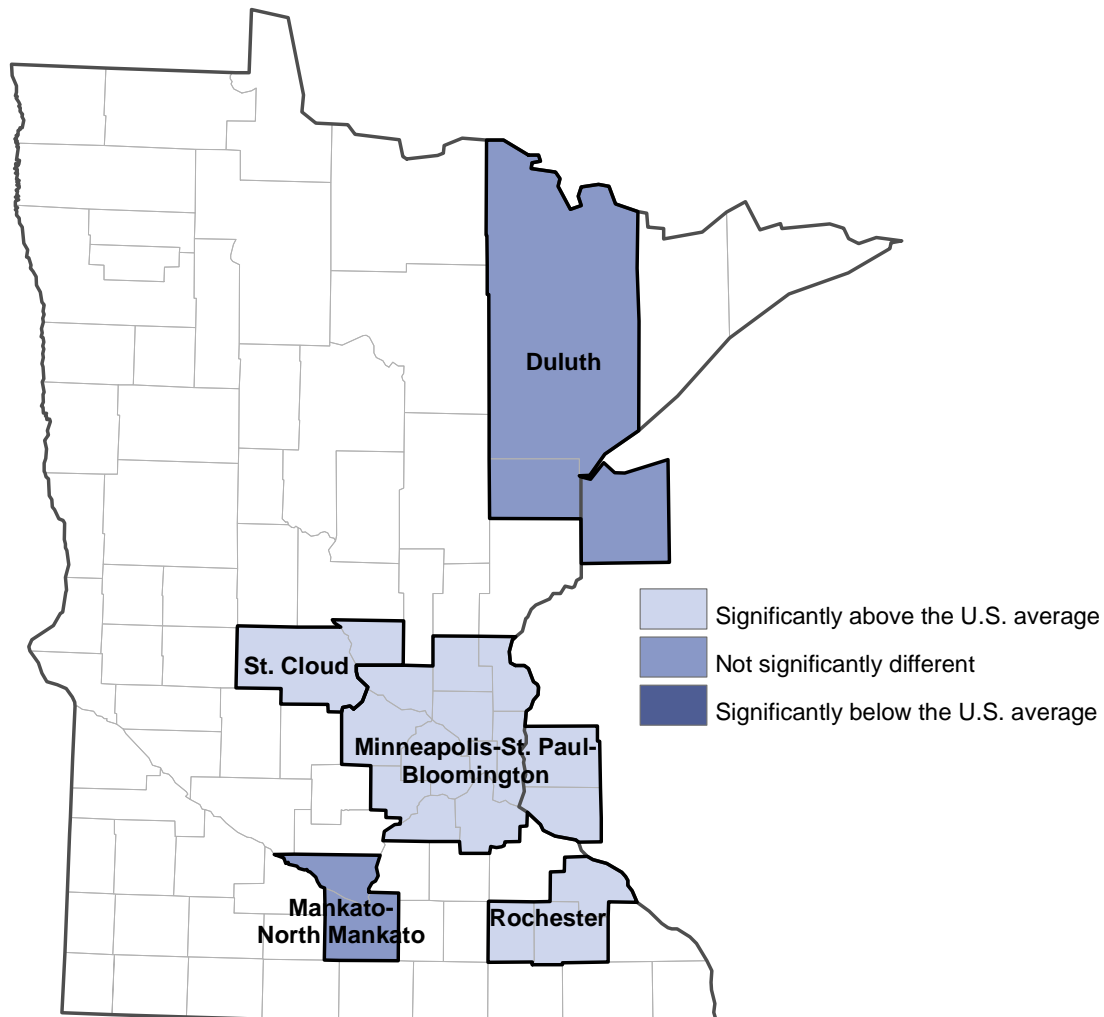 Duluth
Significantly above the U.S. average
Not significantly different
Significantly below the U.S. average
St. Cloud
Minneapolis-St. Paul-
Bloomington
Mankato-
North Mankato
Rochester